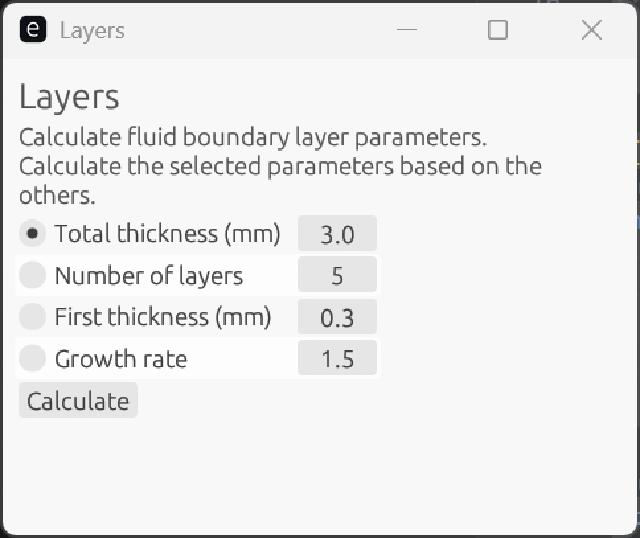 e Layers
Layers
Calculate fluid boundary layer parameters.
Calculate the selected parameters based on the
others.
Total thickness (mm) 3.0
Number of layers 5
First thickness (mm) 0.3
Growth rate 1.5
Calculate